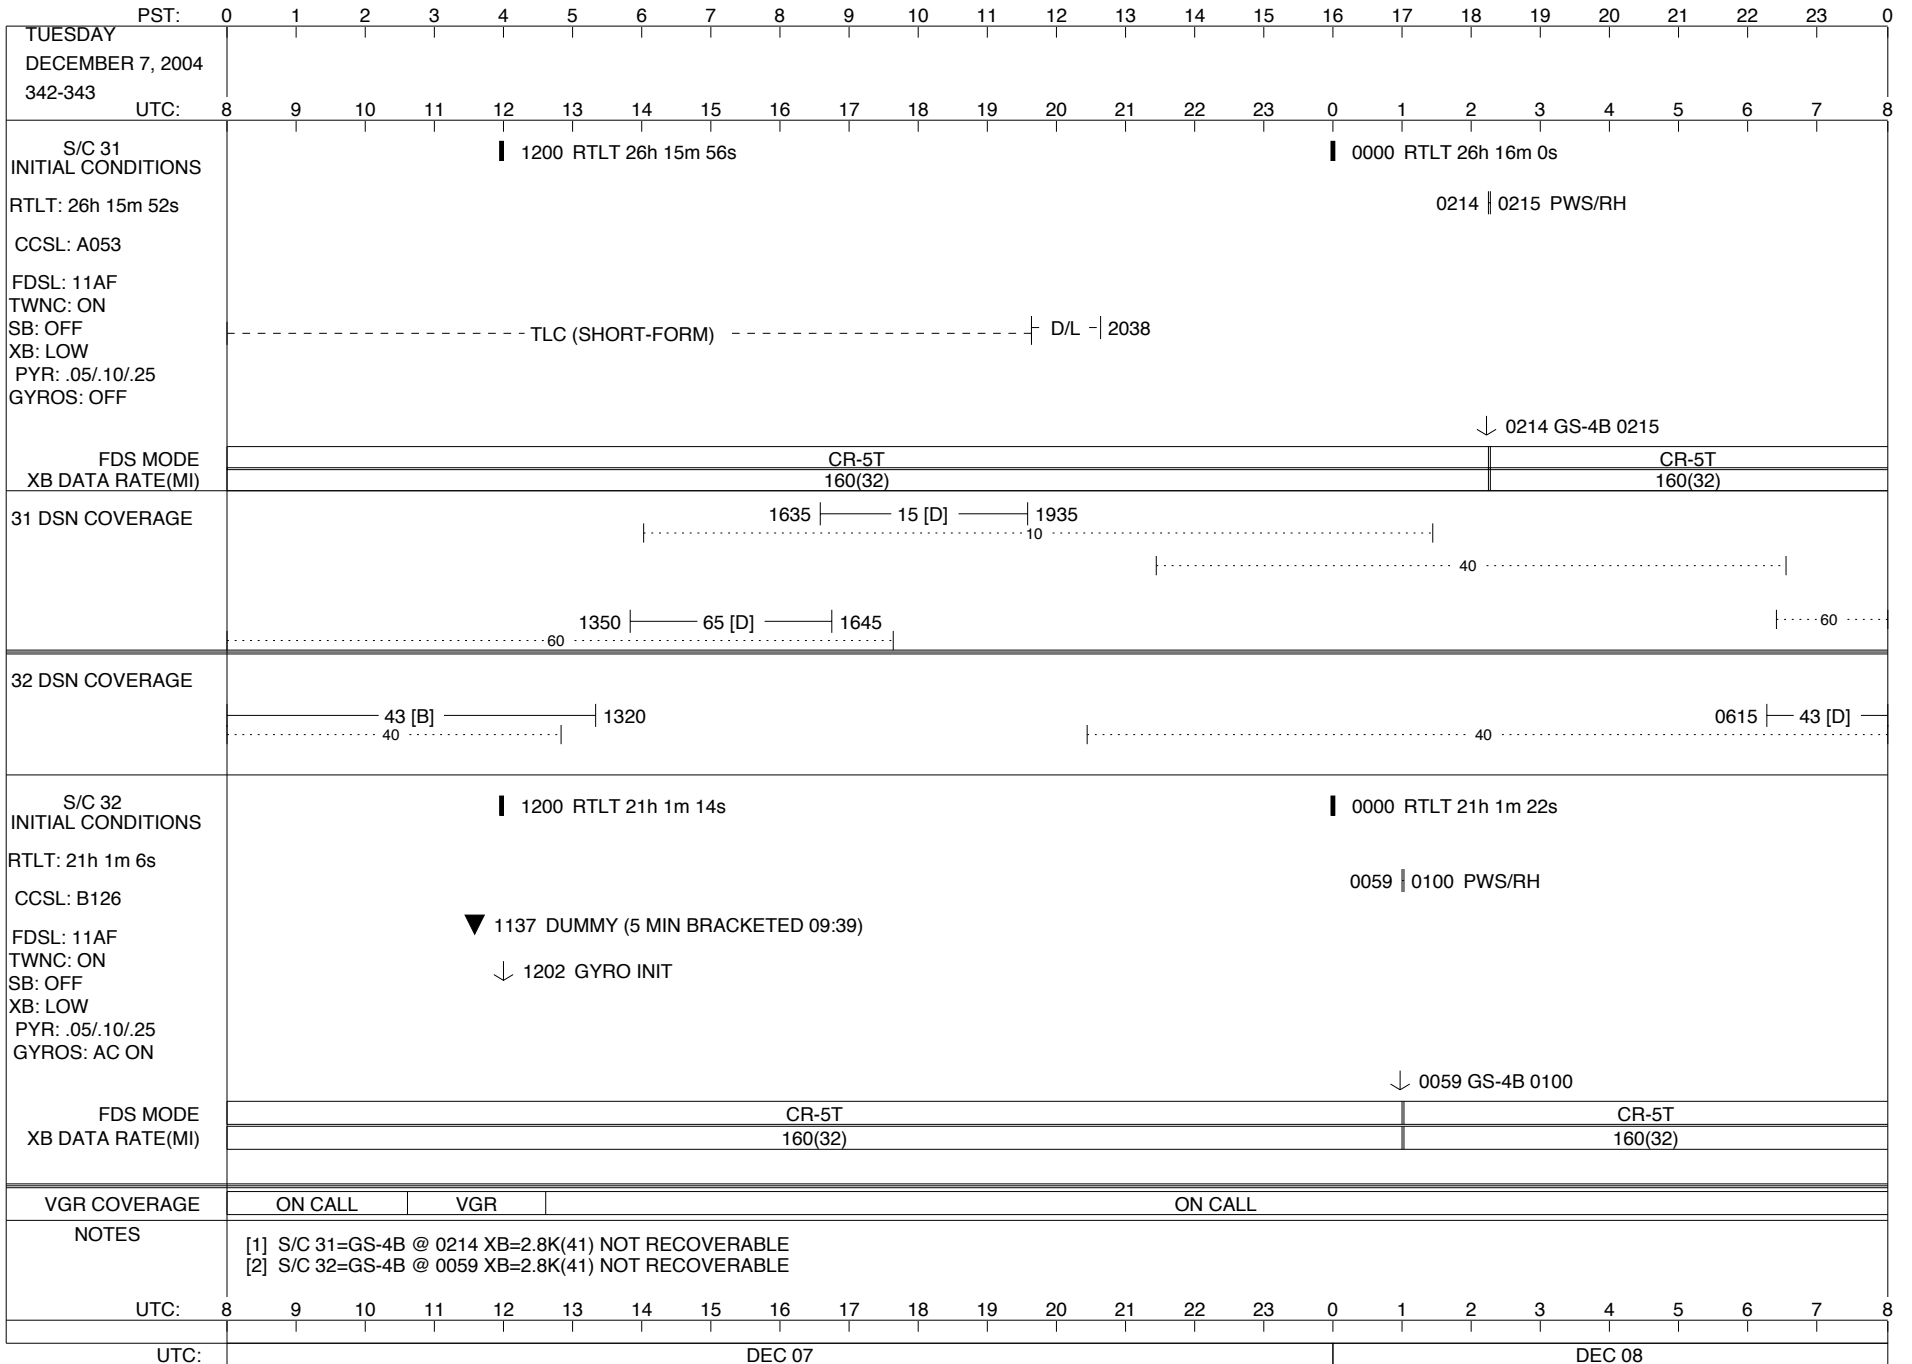 PST: 0 1 2 3 4 5 6 7 8 9 10 11 12 13 14 15 16 17 18 19 20 21 22 23 0
TUESDAY
DECEMBER 7, 2004
342-343
UTC: 8 9 10 11 12 13 14 15 16 17 18 19 20 21 22 23 0 1 2 3 4 5 6 7 8
S/C 31
INITIAL CONDITIONS
1200 RTLT 26h 15m 56s
0000 RTLT 26h 16m 0s
RTLT: 26h 15m 52s
0214 0215 PWS/RH
CCSL: A053
FDSL: 11AF
TWNC: ON
SB: OFF
TLC (SHORT-FORM) D/L 2038
XB: LOW
PYR: .05/.10/.25
GYROS: OFF
0214 GS-4B 0215
FDS MODE CR-5T CR-5T
XB DATA RATE(MI) 160(32) 160(32)
31 DSN COVERAGE
1635 15 [D] 1935
10
40
1350 65 [D] 1645
60
60
32 DSN COVERAGE
43 [B] 1320
0615 43 [D]
40
40
S/C 32
INITIAL CONDITIONS
1200 RTLT 21h 1m 14s
0000 RTLT 21h 1m 22s
RTLT: 21h 1m 6s
0059 0100 PWS/RH
CCSL: B126
1137 DUMMY (5 MIN BRACKETED 09:39)
FDSL: 11AF
TWNC: ON
1202 GYRO INIT
SB: OFF
XB: LOW
PYR: .05/.10/.25
GYROS: AC ON
0059 GS-4B 0100
FDS MODE CR-5T CR-5T
XB DATA RATE(MI) 160(32) 160(32)
VGR COVERAGE ON CALL VGR ON CALL
NOTES
[1] S/C 31=GS-4B @ 0214 XB=2.8K(41) NOT RECOVERABLE
[2] S/C 32=GS-4B @ 0059 XB=2.8K(41) NOT RECOVERABLE
UTC: 8 9 10 11 12 13 14 15 16 17 18 19 20 21 22 23 0 1 2 3 4 5 6 7 8
UTC: DEC 07 DEC 08